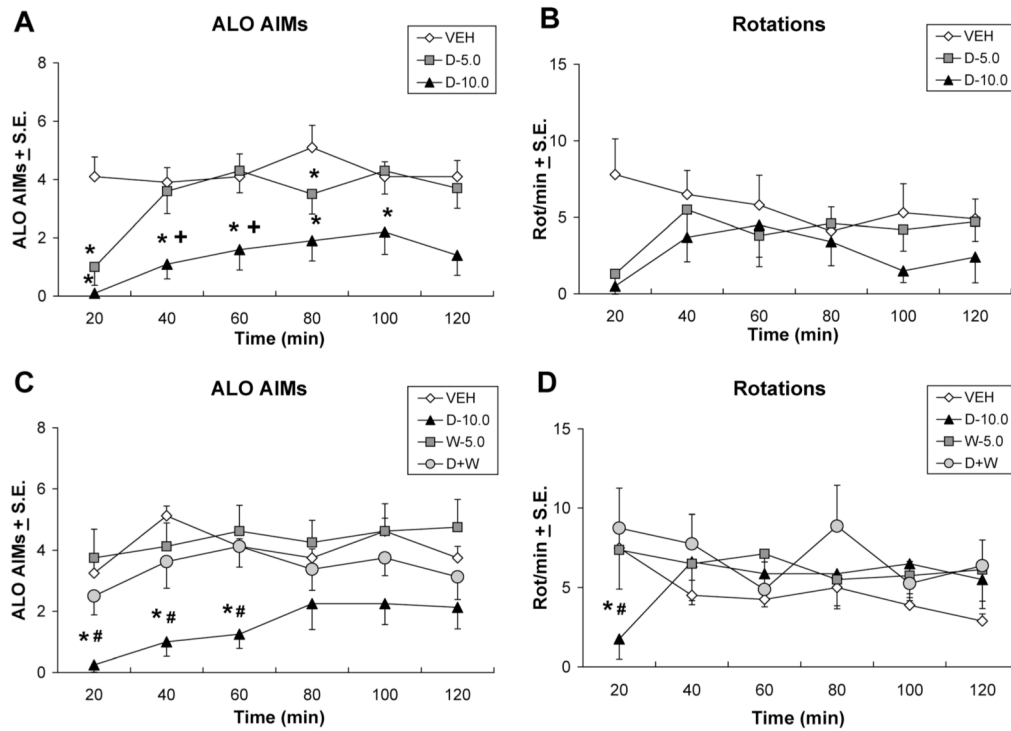 A
ALO AIMs
VEH
D-5.0
D-10.0
ALO AIMs ± S.E.
8
6
4
2
0
*
*
* +
* +
*
*
*
20 40 60 80 100 120
Time (min)
B
Rotations
VEH
D-5.0
D-10.0
Rot/min ± S.E.
15
10
5
0
20 40 60 80 100 120
Time (min)
C
ALO AIMs
VEH
D-10.0
W-5.0
D+W
ALO AIMs ± S.E.
8
6
4
2
0
* #
* #
* #
20 40 60 80 100 120
Time (min)
D
Rotations
VEH
D-10.0
W-5.0
D+W
Rot/min ± S.E.
15
10
5
0
* #
20 40 60 80 100 120
Time (min)